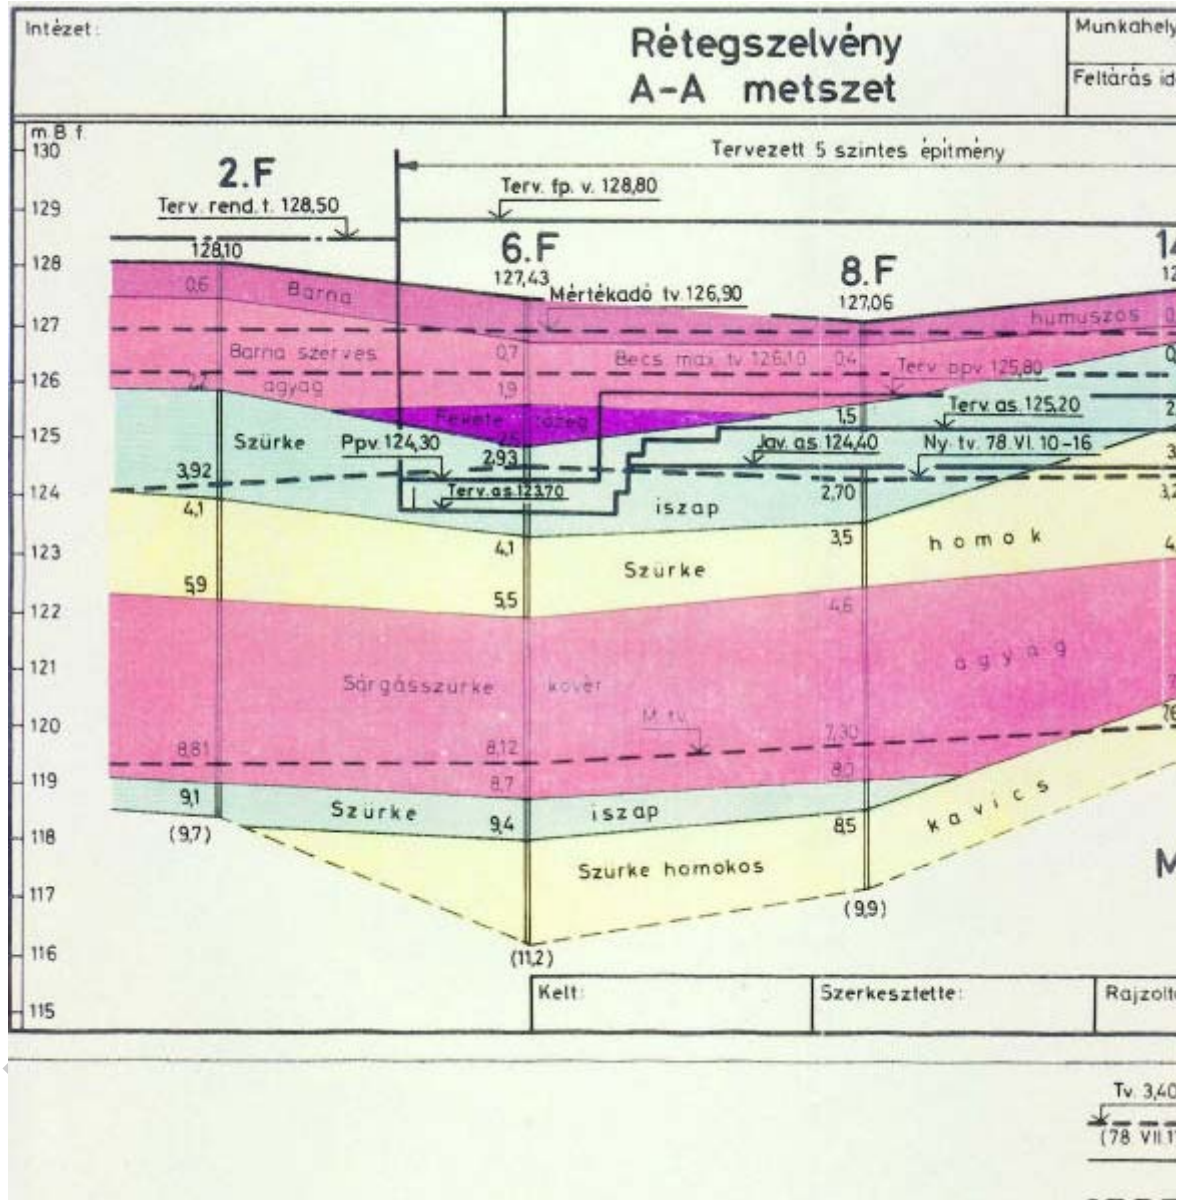 Intézet:
Rétegszelvény
A-A metszet
Munkahely
Feltárás id
m.B.f.
130
129
128
127
126
125
124
123
122
121
120
119
118
117
116
115
Tervezett 5 szintes építmény
2.F
Terv. rend. t. 128,50
128,10
Terv. fp. v. 128,80
6.F
127,43
Mértékadó tv. 126,90
8.F
127,06
14
12
0,6
Barna
humuszos
Barna szerves
0,7
Becs. max. tv. 126,10
0,4
Terv. ppv. 125,80
agyag
1,9
Fekete tőzeg
1,5
Terv. as. 125,20
Szürke
Ppv. 124,30
2,93
Jav. as. 124,40
Ny. tv. 78. VI. 10-16
3,92
Terv. as. 123,70
iszap
2,70
3,2
4,1
4,1
3,5
homok
Szürke
5,9
5,5
4,6
agyag
Sárgásszürke kövér
M. tv.
8,81
8,12
7,30
8,7
8,0
9,1
Szürke
iszap
9,4
8,5
kavics
(9,7)
Szürke homokos
(9,9)
(11,2)
M
Kelt:
Szerkesztette:
Rajzolt
Tv. 3,40
(78. VII.1